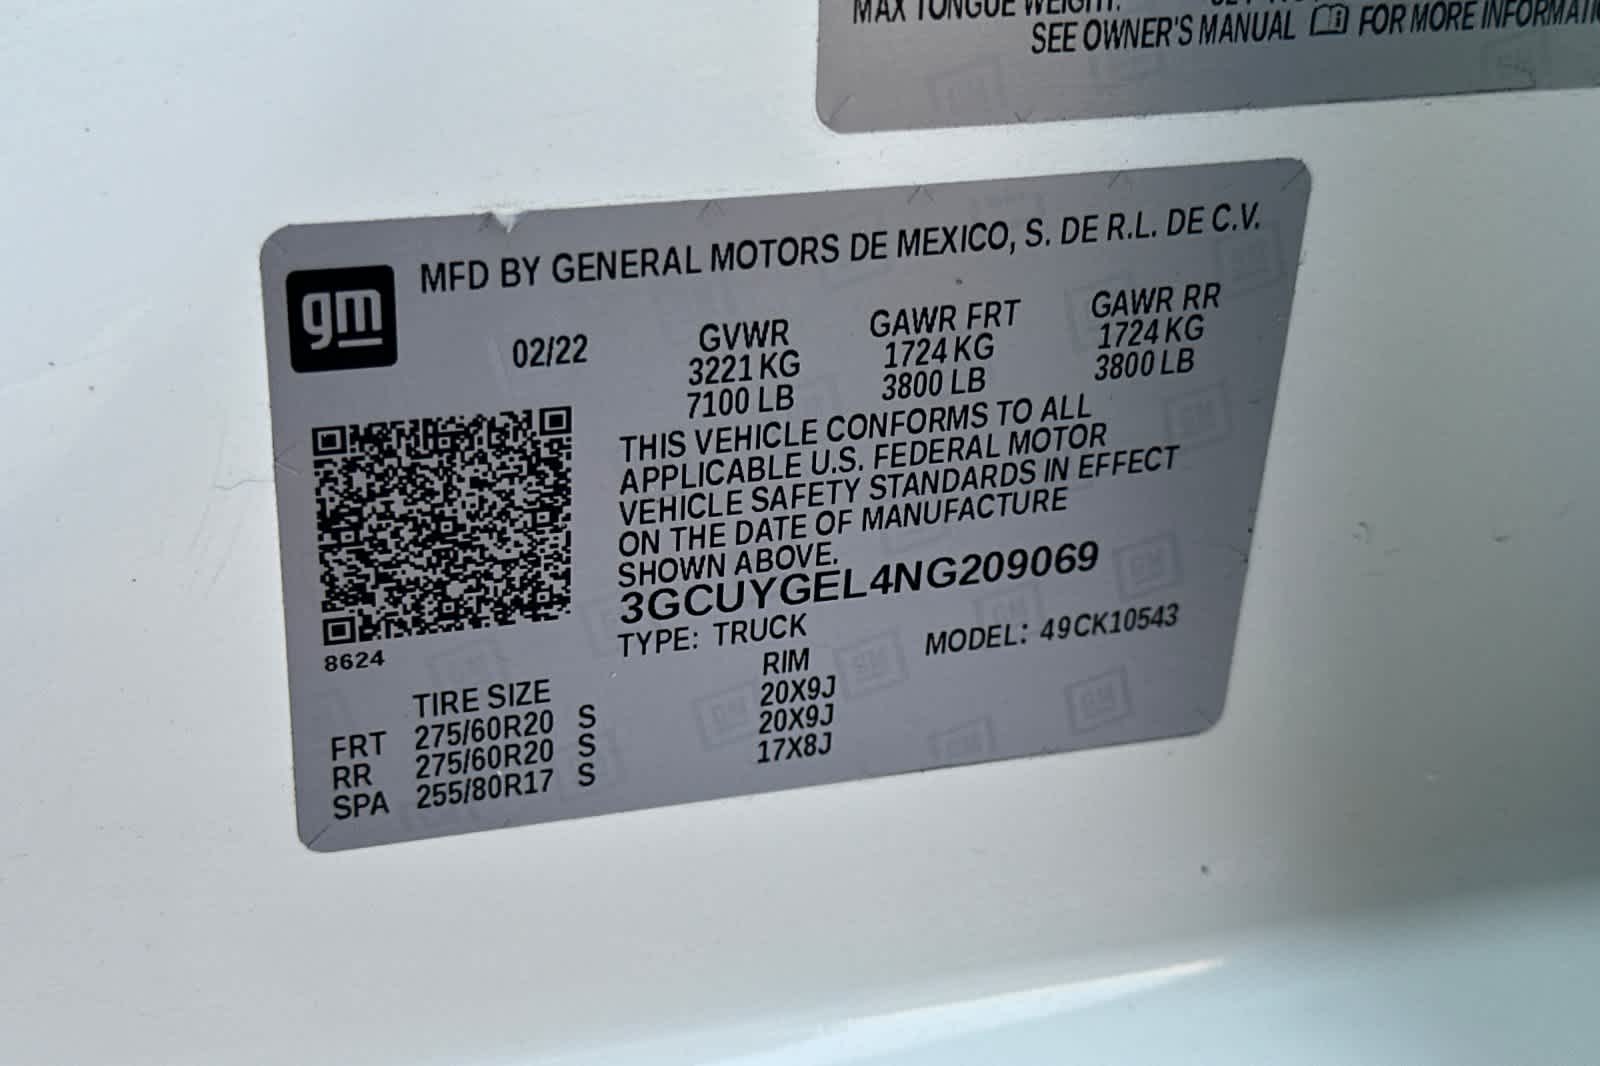 MAX TONGUE WEIGHT:
SEE OWNER'S MANUAL FOR MORE INFORMATI
gm
MFD BY GENERAL MOTORS DE MEXICO, S. DE R.L. DE C.V.
02/22 GVWR GAWR FRT GAWR RR
3221 KG 1724 KG 1724 KG
7100 LB 3800 LB 3800 LB
THIS VEHICLE CONFORMS TO ALL
APPLICABLE U.S. FEDERAL MOTOR
VEHICLE SAFETY STANDARDS IN EFFECT
ON THE DATE OF MANUFACTURE
SHOWN ABOVE.
3GCUYGEL4NG209069
TYPE: TRUCK MODEL: 49CK10543
8624
TIRE SIZE RIM
FRT 275/60R20 S 20X9J
RR 275/60R20 S 20X9J
SPA 255/80R17 S 17X8J